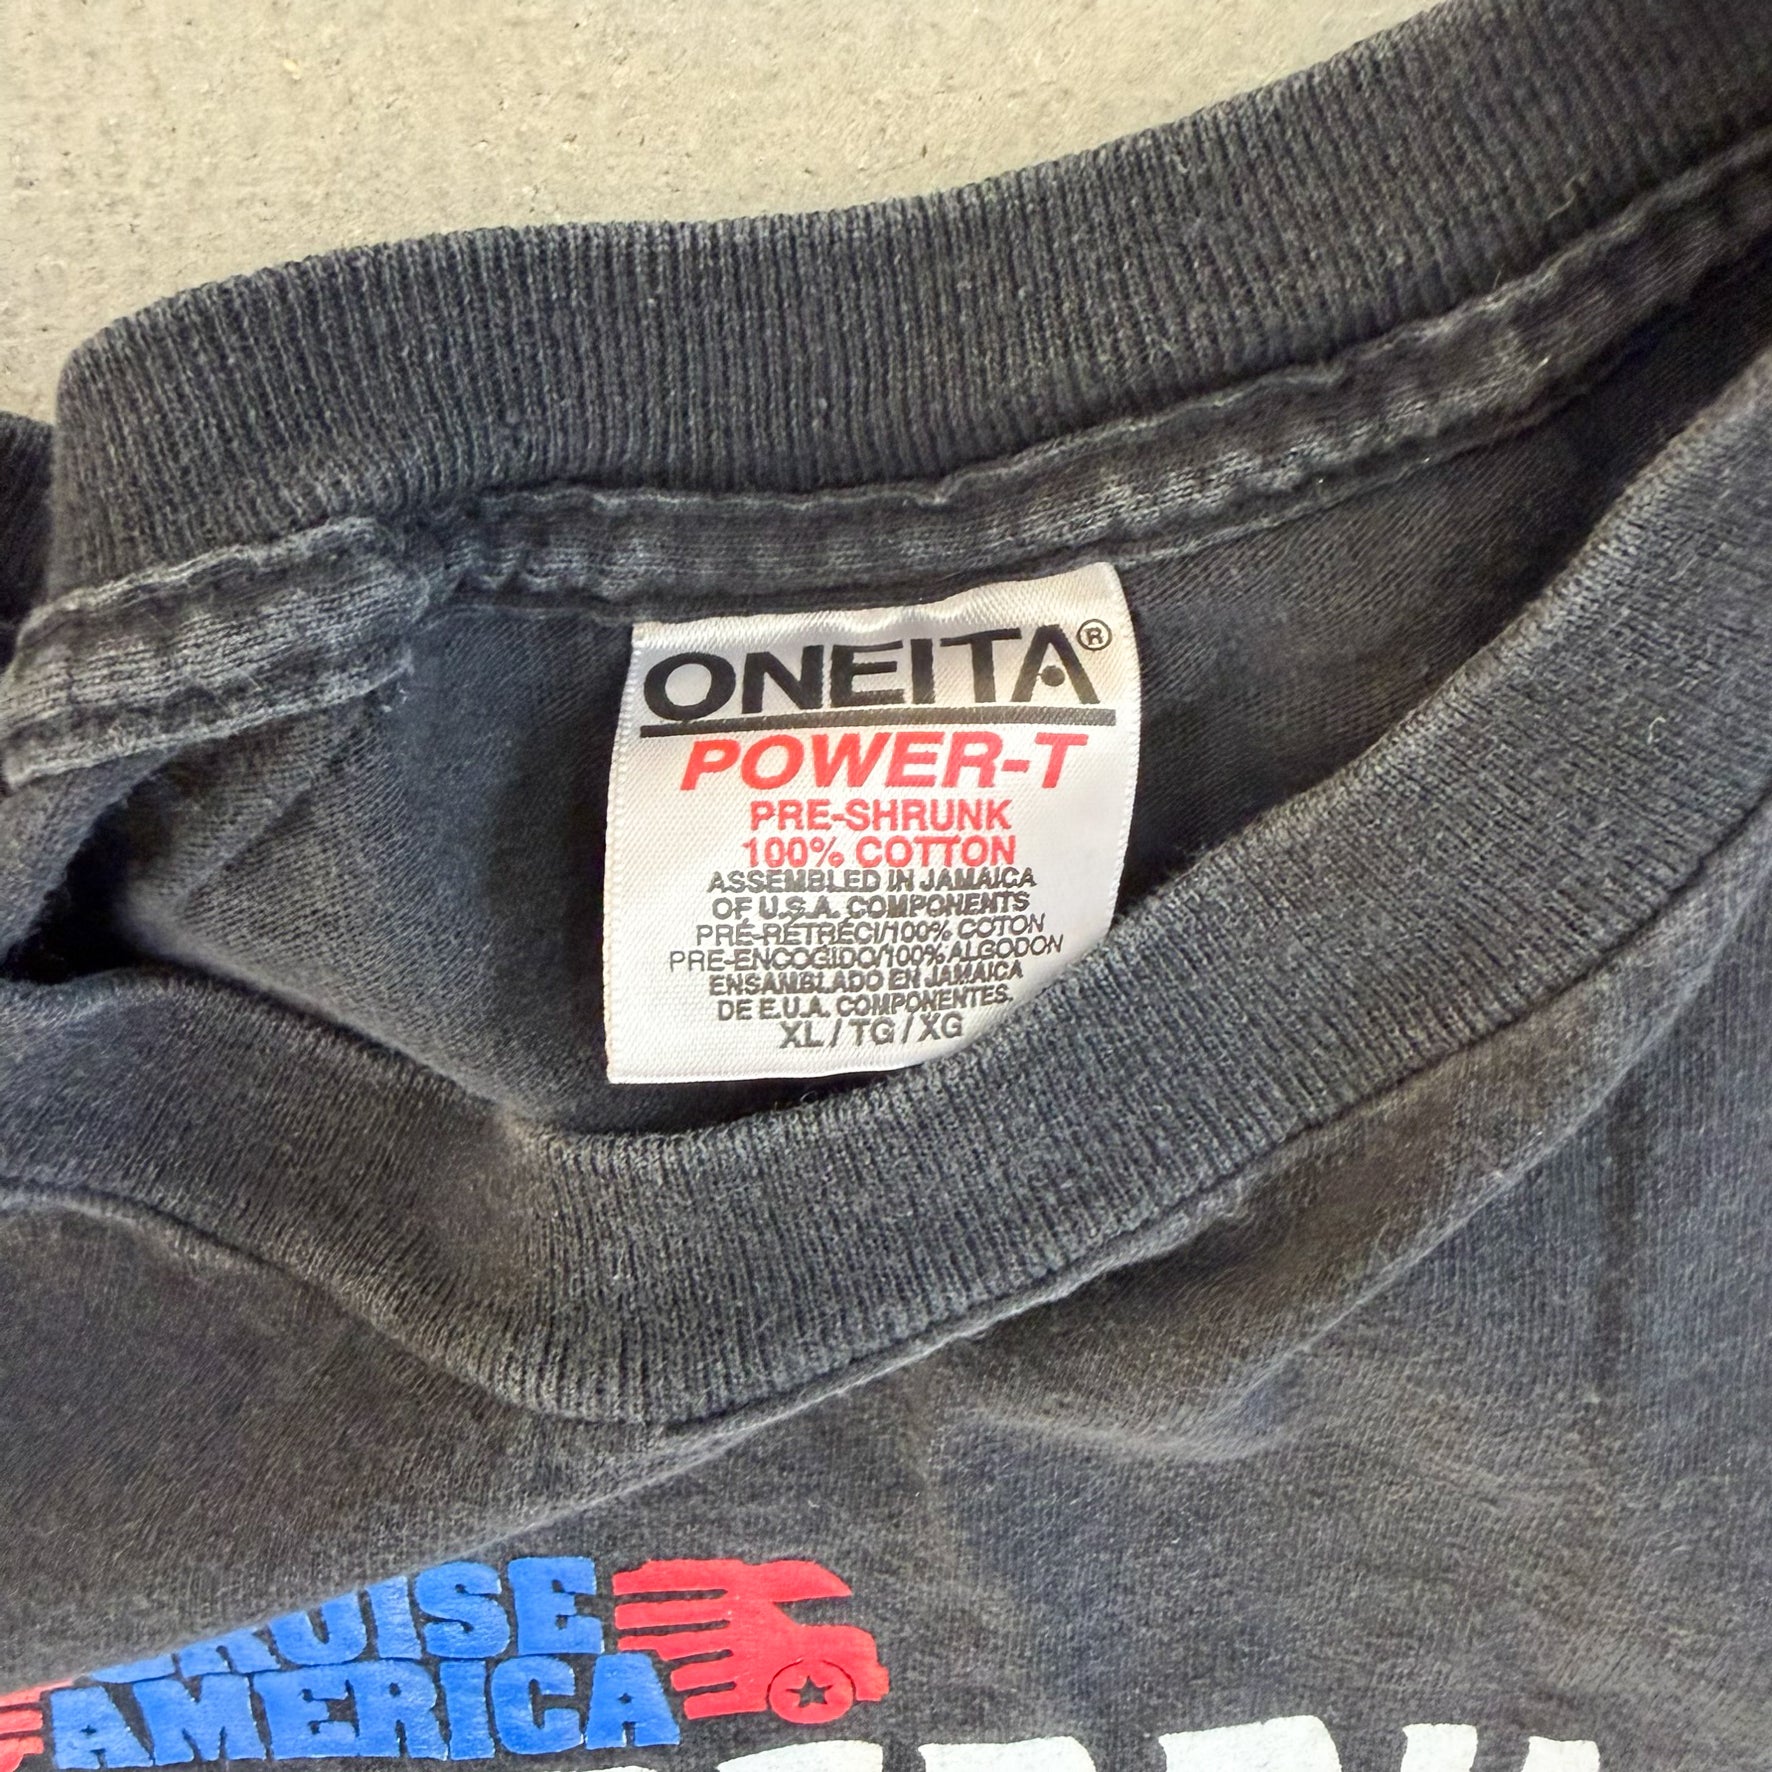 ONEITA®
POWER-T
PRE-SHRUNK
100% COTTON
ASSEMBLED IN JAMAICA
OF U.S.A. COMPONENTS
PRÉ-RÉTRÉCI/100% COTON
PRE-ENCOGIDO/100% ALGODON
ENSAMBLADO EN JAMAICA
DE E.U.A. COMPONENTES.
XL / TG / XG
CRUISE
AMERICA